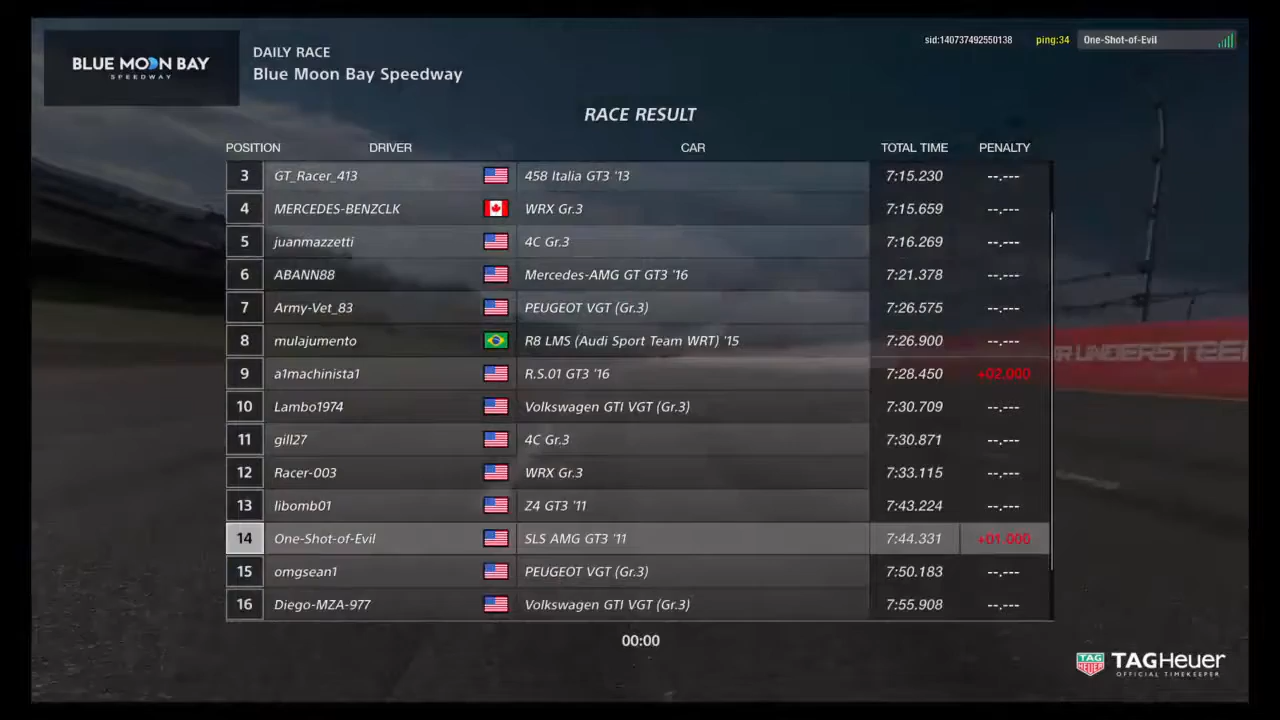 sid:140737492550138 ping:34 One-Shot-of-Evil
BLUE MOON BAY
SPEEDWAY
DAILY RACE
Blue Moon Bay Speedway
RACE RESULT
POSITION DRIVER CAR TOTAL TIME PENALTY
3 GT_Racer_413 458 Italia GT3 '13 7:15.230 --.---
4 MERCEDES-BENZCLK WRX Gr.3 7:15.659 --.---
5 juanmazzetti 4C Gr.3 7:16.269 --.---
6 ABANN88 Mercedes-AMG GT GT3 '16 7:21.378 --.---
7 Army-Vet_83 PEUGEOT VGT (Gr.3) 7:26.575 --.---
8 mulajumento R8 LMS (Audi Sport Team WRT) '15 7:26.900 --.---
9 a1machinista1 R.S.01 GT3 '16 7:28.450 +02.000
10 Lambo1974 Volkswagen GTI VGT (Gr.3) 7:30.709 --.---
11 gill27 4C Gr.3 7:30.871 --.---
12 Racer-003 WRX Gr.3 7:33.115 --.---
13 libomb01 Z4 GT3 '11 7:43.224 --.---
14 One-Shot-of-Evil SLS AMG GT3 '11 7:44.331 +01.000
15 omgsean1 PEUGEOT VGT (Gr.3) 7:50.183 --.---
16 Diego-MZA-977 Volkswagen GTI VGT (Gr.3) 7:55.908 --.---
00:00
TAG HEUER
TAGHeuer
OFFICIAL TIMEKEEPER